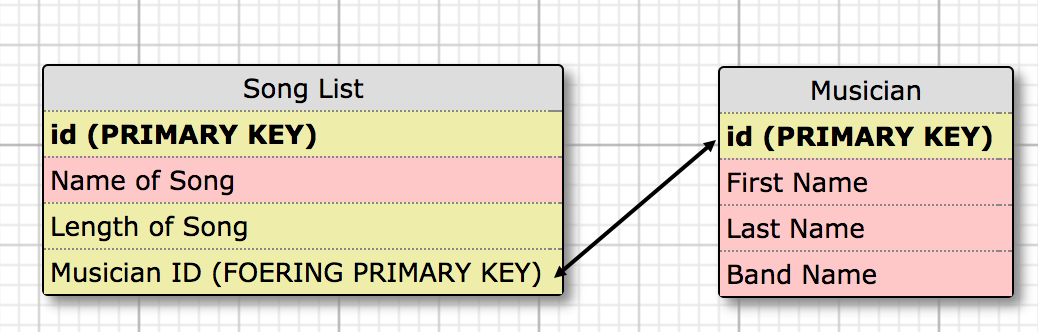 Song List
id (PRIMARY KEY)
Name of Song
Length of Song
Musician ID (FOERING PRIMARY KEY)
Musician
id (PRIMARY KEY)
First Name
Last Name
Band Name